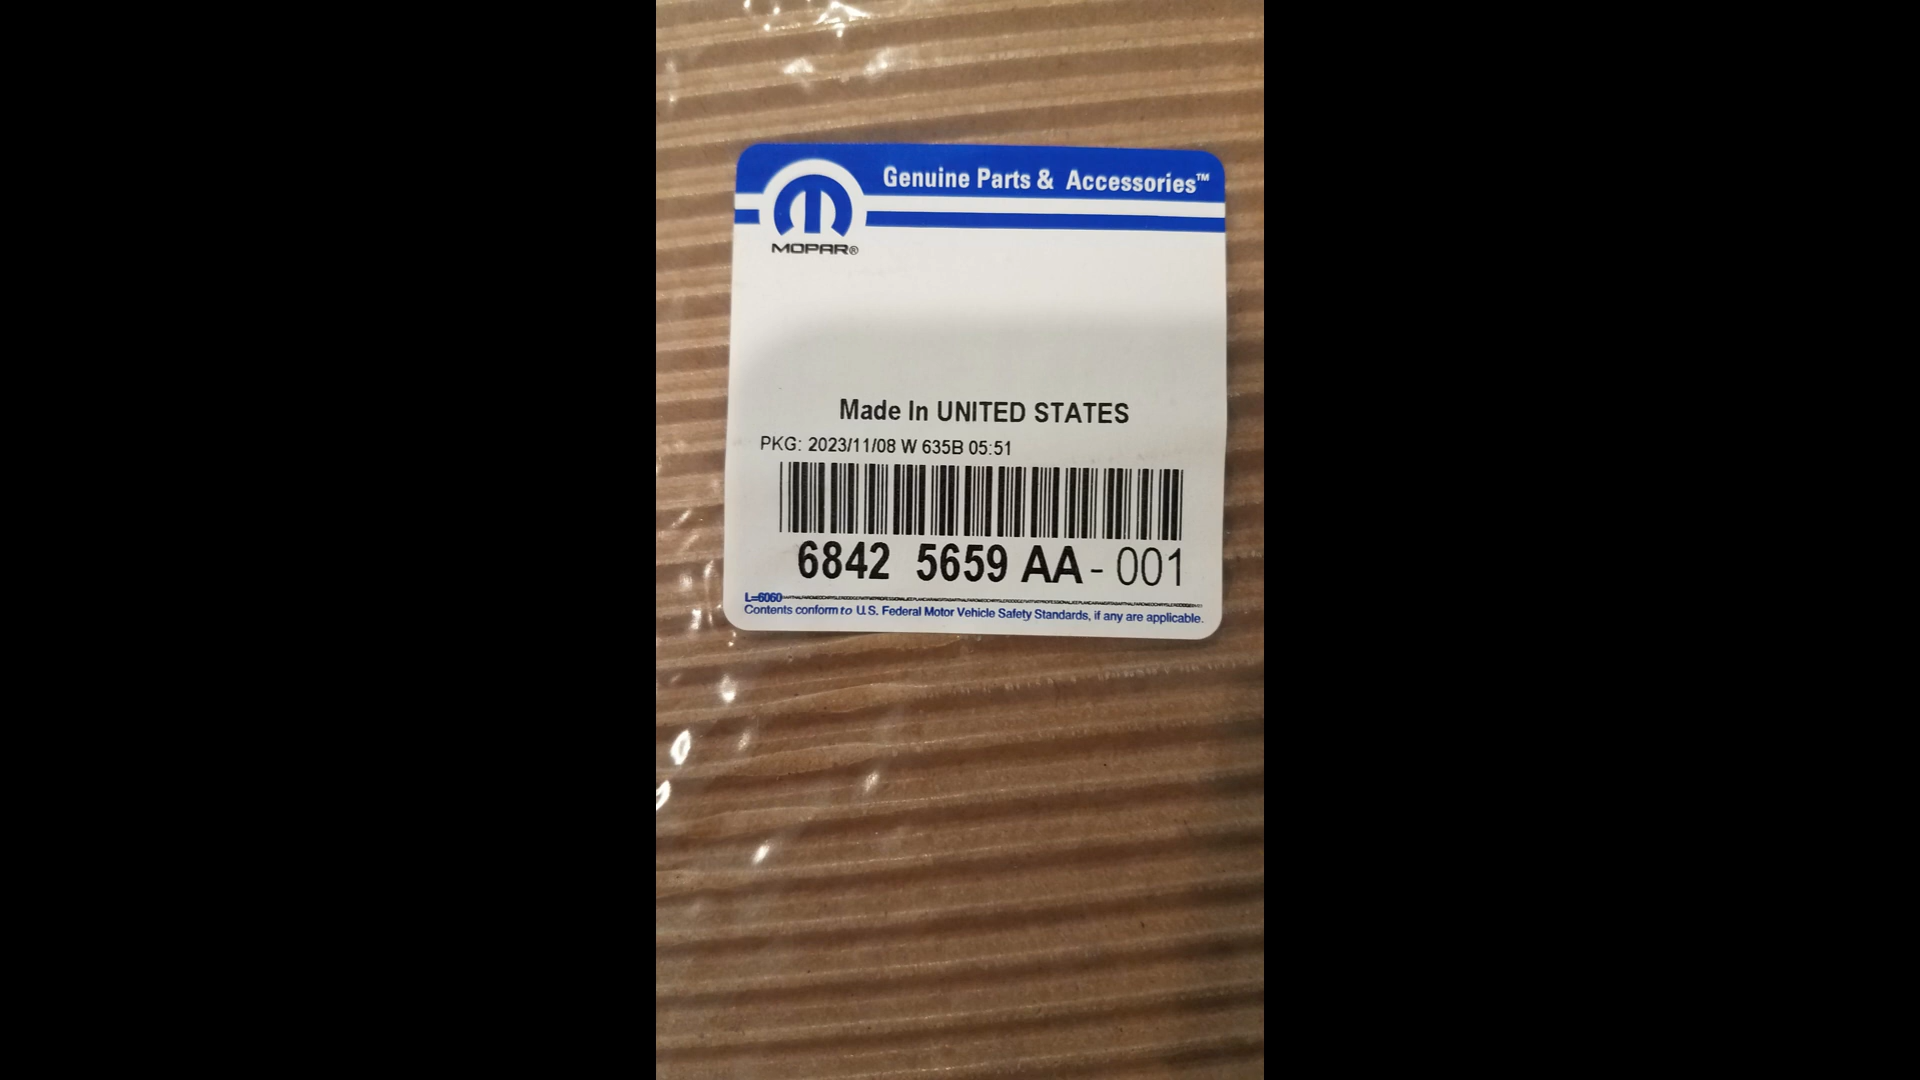 Genuine Parts & Accessories™
MOPAR®
Made In UNITED STATES
PKG: 2023/11/08 W 635B 05:51
6842 5659 AA - 001
L=6060
Contents conform to U.S. Federal Motor Vehicle Safety Standards, if any are applicable.